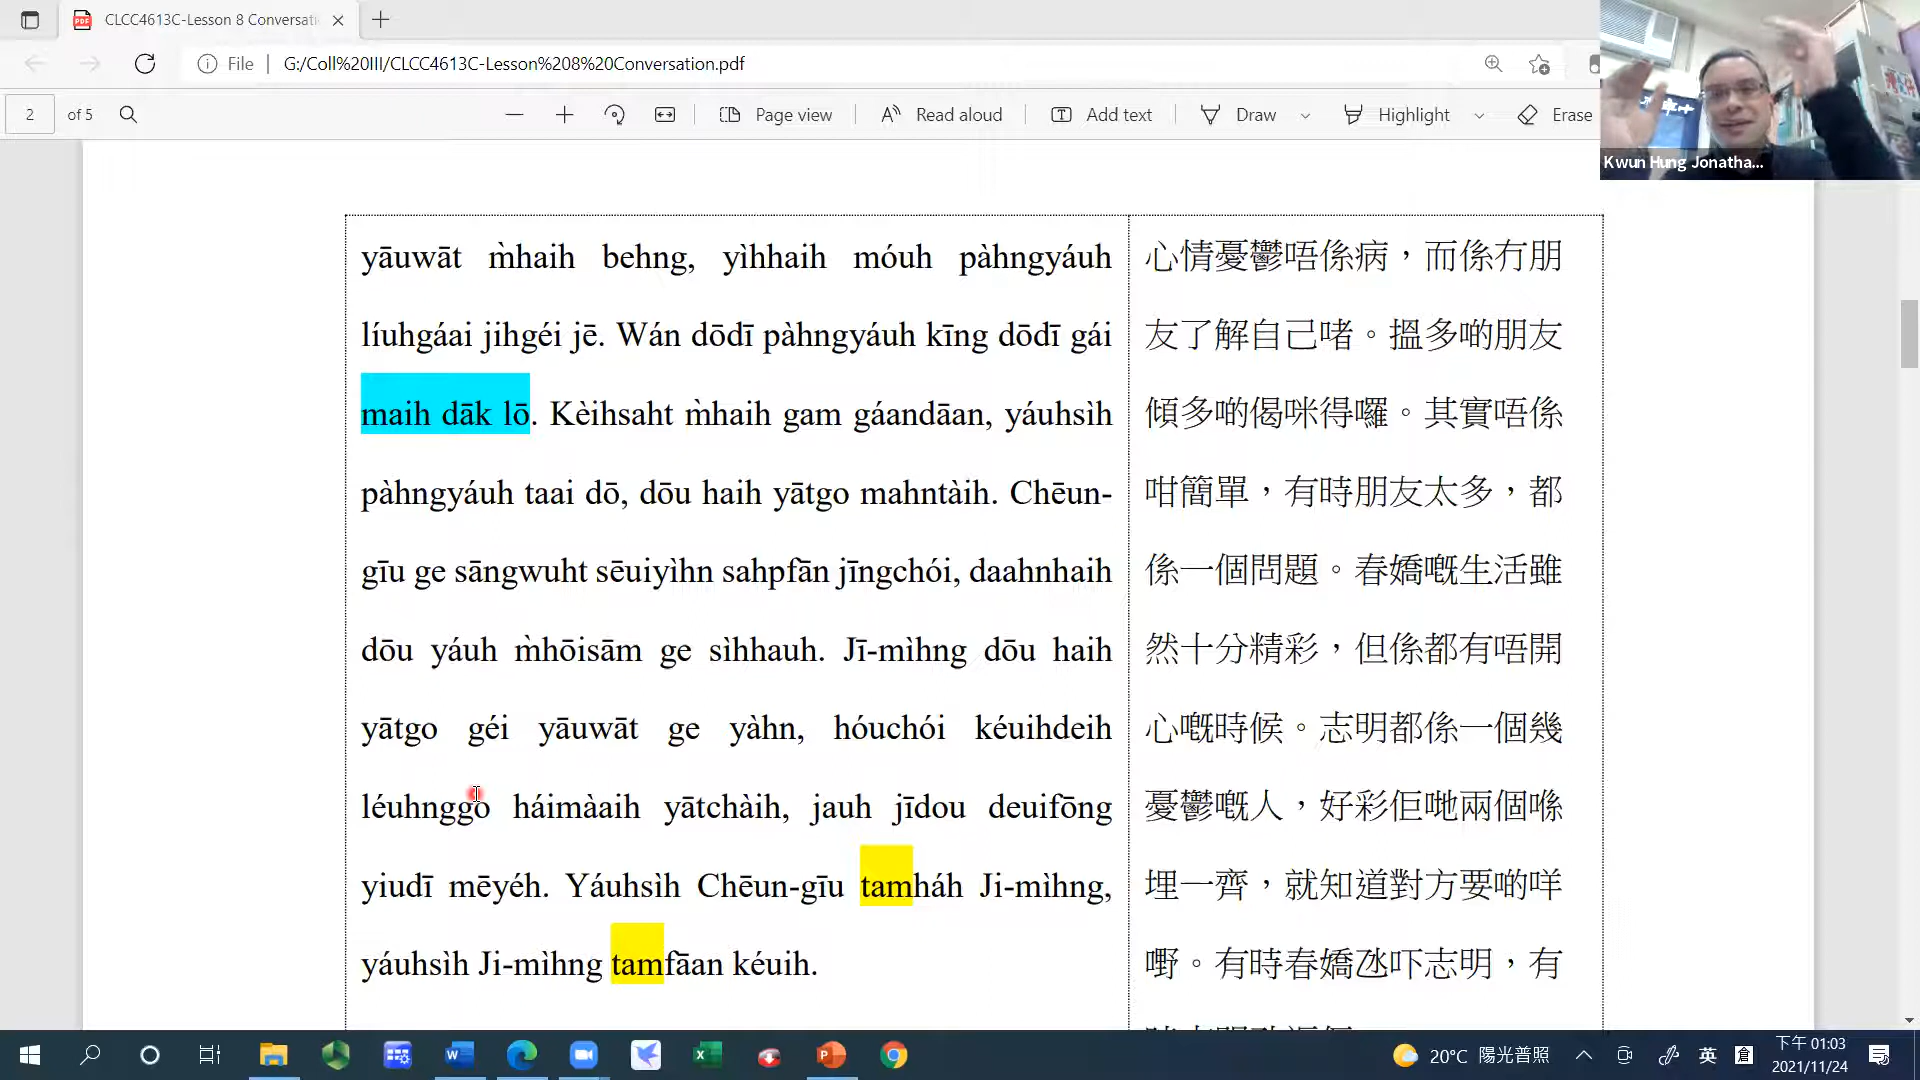 CLCC4613C-Lesson 8 Conversati
File
G:/Coll%20III/CLCC4613C-Lesson%208%20Conversation.pdf
2 of 5
Page view
Read aloud
Add text
Draw
Highlight
Erase
Kwun Hung Jonatha...
yāuwāt m̀haih behng, yìhhaih móuh pàhngyáuh
líuhgáai jihgéi jē. Wán dōdī pàhngyáuh kīng dōdī gái
maih dāk lō. Kèihsaht m̀haih gam gáandāan, yáuhsìh
pàhngyáuh taai dō, dōu haih yātgo mahntàih. Chēun-
gīu ge sāngwuht sēuiyìhn sahpfān jīngchói, daahnhaih
dōu yáuh m̀hōisām ge sìhhauh. Jī-mìhng dōu haih
yātgo géi yāuwāt ge yàhn, hóuchói kéuihdeih
léuhnggo háimàaih yātchàih, jauh jīdou deuifōng
yiudī mēyéh. Yáuhsìh Chēun-gīu tamháh Ji-mìhng,
yáuhsìh Ji-mìhng tamfāan kéuih.
心情憂鬱唔係病，而係冇朋
友了解自己啫。搵多啲朋友
傾多啲偈咪得囉。其實唔係
咁簡單，有時朋友太多，都
係一個問題。春嬌嘅生活雖
然十分精彩，但係都有唔開
心嘅時候。志明都係一個幾
憂鬱嘅人，好彩佢哋兩個喺
埋一齊，就知道對方要啲咩
嘢。有時春嬌氹吓志明，有
20°C 陽光普照
英
倉
下午 01:03
2021/11/24